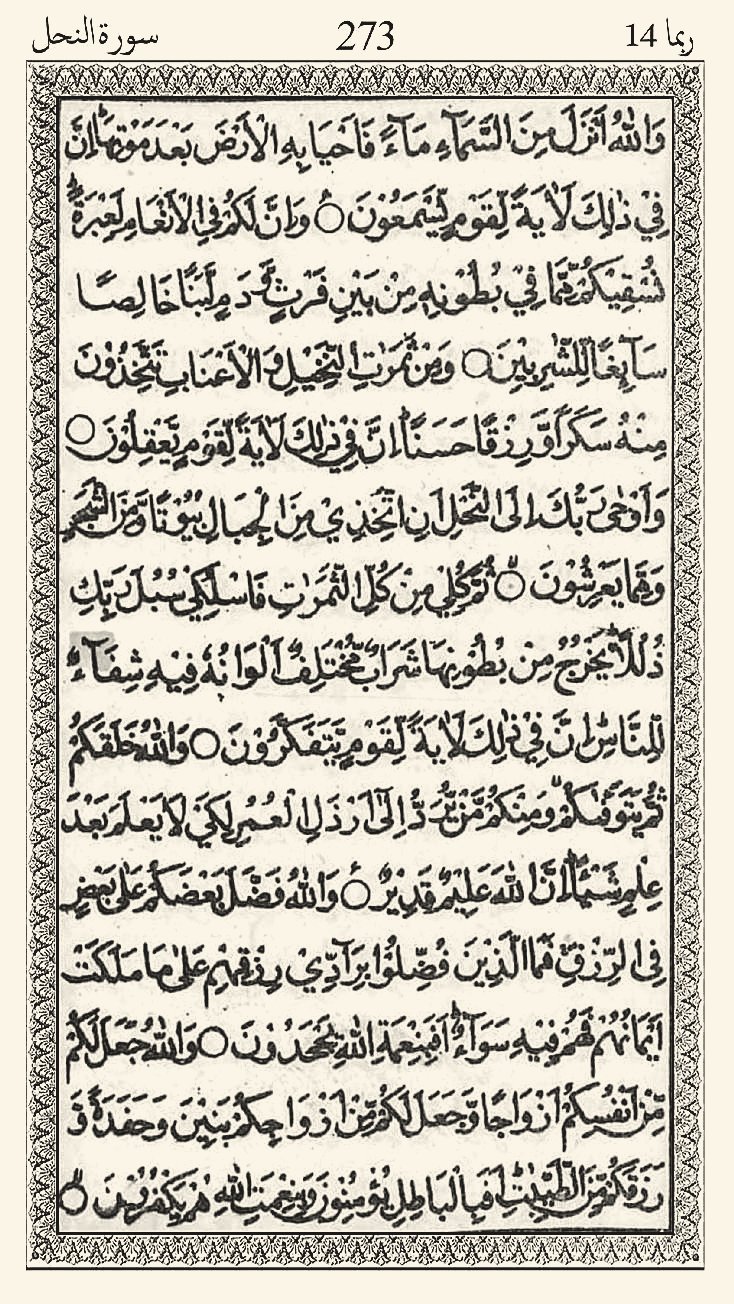 ربما 14 273 سورة النحل
وَاللّٰهُ اَنْزَلَ مِنَ السَّمَآءِ مَآءً فَاَحْيَا بِهِ الْاَرْضَ بَعْدَ مَوْتِهَا ؕ اِنَّ
فِيْ ذٰلِكَ لَاٰيَةً لِّقَوْمٍ يَّسْمَعُوْنَ ○ وَاِنَّ لَكُمْ فِي الْاَنْعَامِ لَعِبْرَةً ؕ
نُسْقِيْكُمْ مِّمَّا فِيْ بُطُوْنِهٖ مِنْۢ بَيْنِ فَرْثٍ وَّدَمٍ لَّبَنًا خَالِصًا
سَآئِغًا لِّلشّٰرِبِيْنَ ○ وَمِنْ ثَمَرٰتِ النَّخِيْلِ وَالْاَعْنَابِ تَتَّخِذُوْنَ
مِنْهُ سَكَرًا وَّرِزْقًا حَسَنًا ؕ اِنَّ فِيْ ذٰلِكَ لَاٰيَةً لِّقَوْمٍ يَّعْقِلُوْنَ ○
وَاَوْحٰى رَبُّكَ اِلَى النَّحْلِ اَنِ اتَّخِذِيْ مِنَ الْجِبَالِ بُيُوْتًا وَّمِنَ الشَّجَرِ
وَمِمَّا يَعْرِشُوْنَ ○ ثُمَّ كُلِيْ مِنْ كُلِّ الثَّمَرٰتِ فَاسْلُكِيْ سُبُلَ رَبِّكِ
ذُلُلًا ؕ يَخْرُجُ مِنْۢ بُطُوْنِهَا شَرَابٌ مُّخْتَلِفٌ اَلْوَانُهٗ فِيْهِ شِفَآءٌ
لِّلنَّاسِ ؕ اِنَّ فِيْ ذٰلِكَ لَاٰيَةً لِّقَوْمٍ يَّتَفَكَّرُوْنَ ○ وَاللّٰهُ خَلَقَكُمْ
ثُمَّ يَتَوَفّٰىكُمْ ۙ وَمِنْكُمْ مَّنْ يُّرَدُّ اِلٰٓى اَرْذَلِ الْعُمُرِ لِكَيْ لَا يَعْلَمَ بَعْدَ
عِلْمٍ شَيْـًٔا ؕ اِنَّ اللّٰهَ عَلِيْمٌ قَدِيْرٌ ○ وَاللّٰهُ فَضَّلَ بَعْضَكُمْ عَلٰى بَعْضٍ
فِى الرِّزْقِ ۚ فَمَا الَّذِيْنَ فُضِّلُوْا بِرَآدِّيْ رِزْقِهِمْ عَلٰى مَا مَلَكَتْ
اَيْمَانُهُمْ فَهُمْ فِيْهِ سَوَآءٌ ؕ اَفَبِنِعْمَةِ اللّٰهِ يَجْحَدُوْنَ ○ وَاللّٰهُ جَعَلَ لَكُمْ
مِّنْ اَنْفُسِكُمْ اَزْوَاجًا وَّجَعَلَ لَكُمْ مِّنْ اَزْوَاجِكُمْ بَنِيْنَ وَحَفَدَةً وَّ
رَزَقَكُمْ مِّنَ الطَّيِّبٰتِ ؕ اَفَبِالْبَاطِلِ يُؤْمِنُوْنَ وَبِنِعْمَتِ اللّٰهِ هُمْ يَكْفُرُوْنَ ○